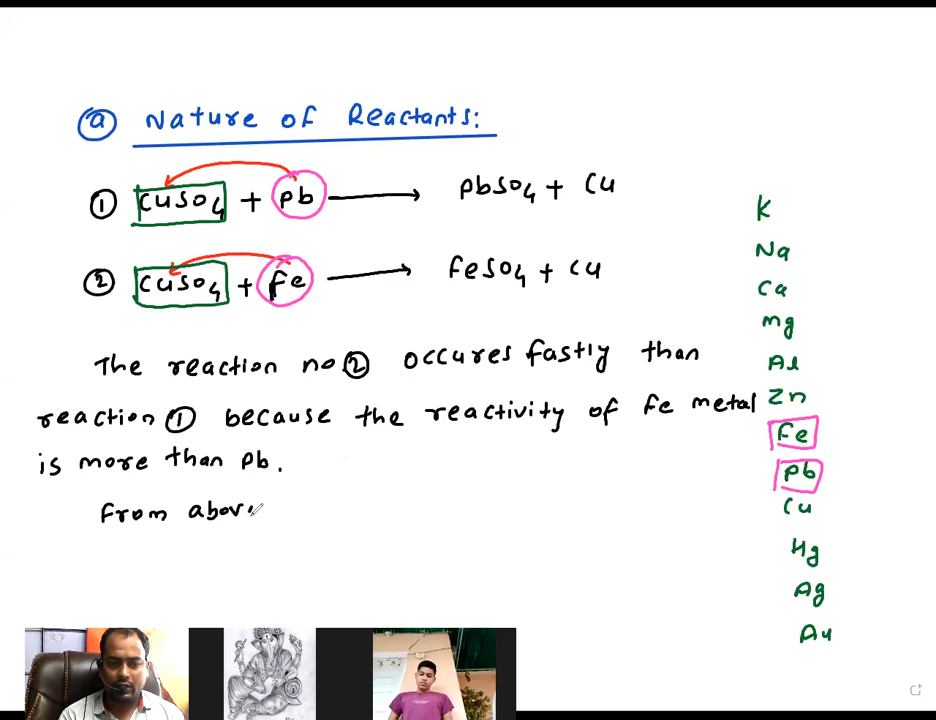 a Nature of Reactants:
1 CuSO4 + Pb → PbSO4 + Cu
2 CuSO4 + Fe → FeSO4 + Cu
The reaction no 2 occures fastly than
reaction 1 because the reactivity of Fe metal
is more than Pb.
From above
K
Na
Ca
Mg
Al
Zn
Fe
Pb
Cu
Hg
Ag
Au